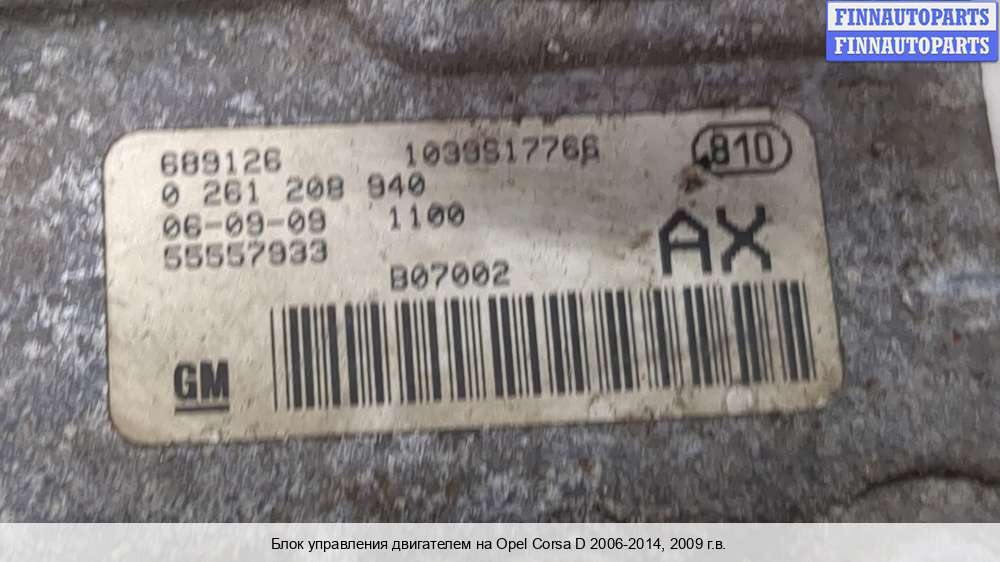 FINNAUTOPARTS
FINNAUTOPARTS
689126 1039S17766 810
0 261 208 940
06-09-09 1100 AX
55557933
B07002
GM
Блок управления двигателем на Opel Corsa D 2006-2014, 2009 г.в.